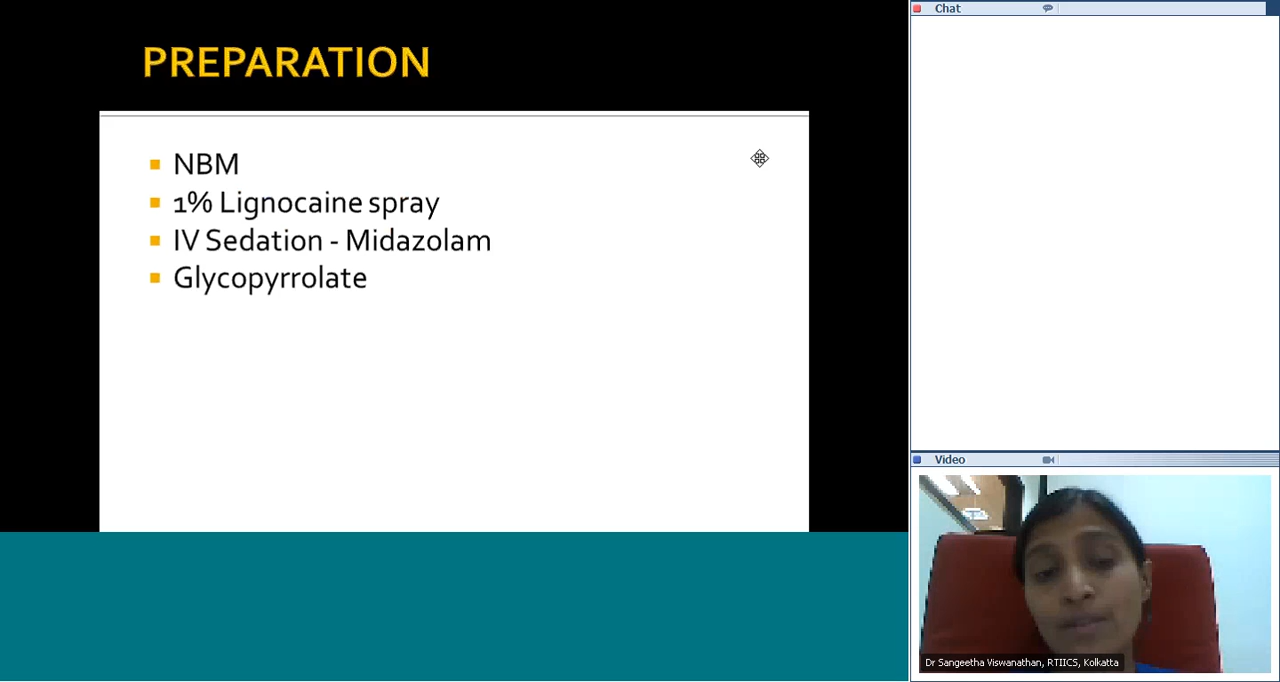 PREPARATION
NBM
1% Lignocaine spray
IV Sedation - Midazolam
Glycopyrrolate
Chat
Video
Dr Sangeetha Viswanathan, RTIICS, Kolkatta